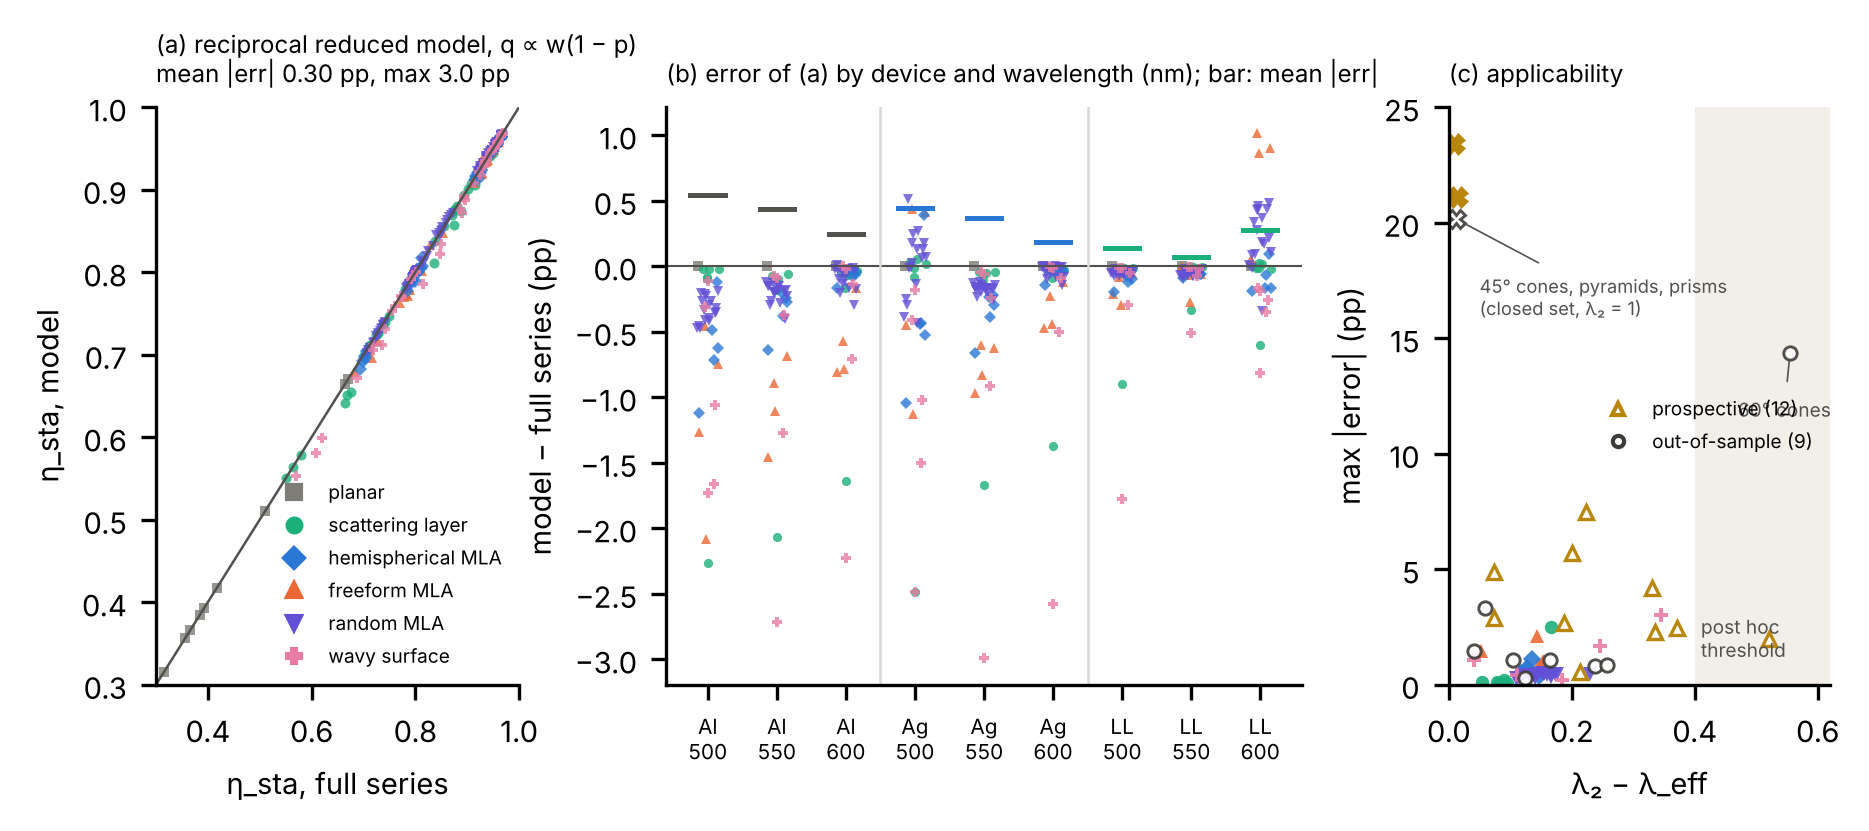 (a) reciprocal reduced model, q ∝ w(1 − p)
mean |err| 0.30 pp, max 3.0 pp
1.0
0.9
0.8
0.7
0.6
0.5
0.4
0.3
0.4
0.6
0.8
1.0
η_sta, model
η_sta, full series
planar
scattering layer
hemispherical MLA
freeform MLA
random MLA
wavy surface
(b) error of (a) by device and wavelength (nm); bar: mean |err|
1.0
0.5
0.0
−0.5
−1.0
−1.5
−2.0
−2.5
−3.0
model − full series (pp)
Al
500
Al
550
Al
600
Ag
500
Ag
550
Ag
600
LL
500
LL
550
LL
600
(c) applicability
25
20
15
10
5
0
max |error| (pp)
45° cones, pyramids, prisms
(closed set, λ₂ = 1)
60° cones
prospective (12)
out-of-sample (9)
post hoc
threshold
0.0
0.2
0.4
0.6
λ₂ − λ_eff